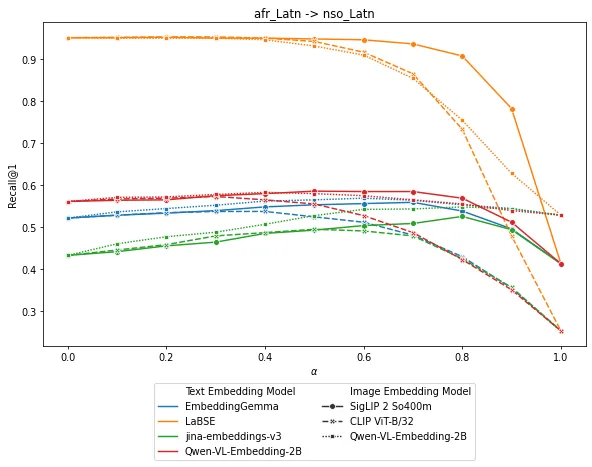 afr_Latn -> nso_Latn
Recall@1
0.9
0.8
0.7
0.6
0.5
0.4
0.3
0.0
0.2
0.4
0.6
0.8
1.0
α
Text Embedding Model
EmbeddingGemma
LaBSE
jina-embeddings-v3
Qwen-VL-Embedding-2B
Image Embedding Model
SigLIP 2 So400m
CLIP ViT-B/32
Qwen-VL-Embedding-2B